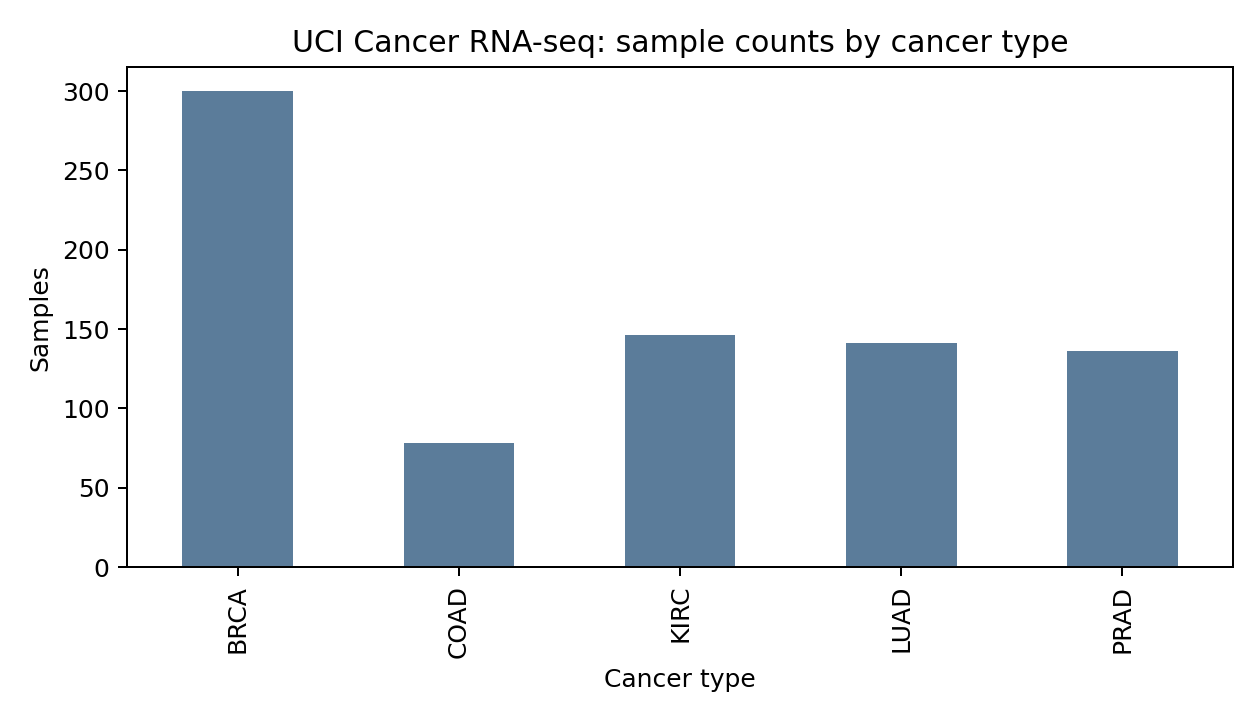 UCI Cancer RNA-seq: sample counts by cancer type
300
250
200
150
100
50
0
Samples
BRCA
COAD
KIRC
LUAD
PRAD
Cancer type